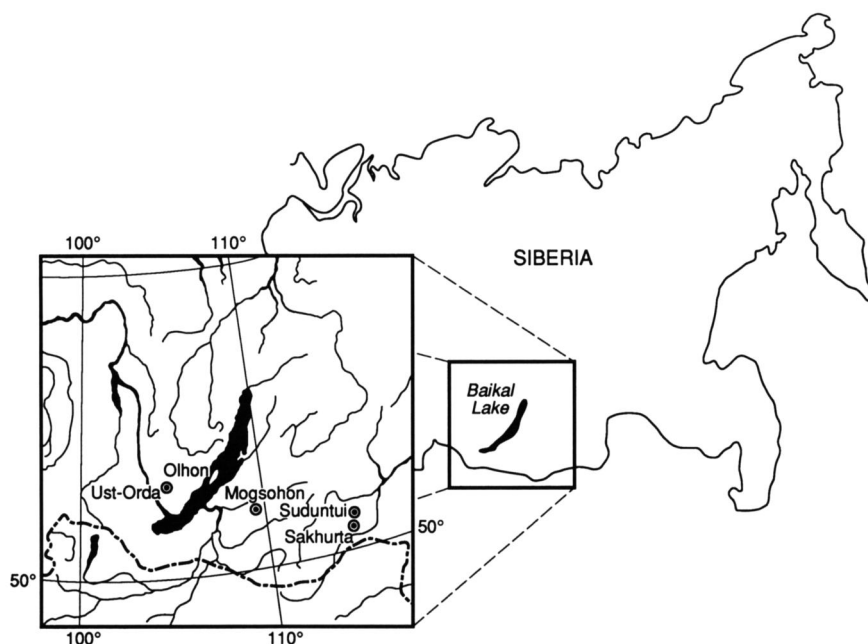 100°
110°
SIBERIA
Baikal
Lake
Olhon
Ust-Orda
Mogsohon
Suduntui
Sakhurta
50°
50°
100°
110°